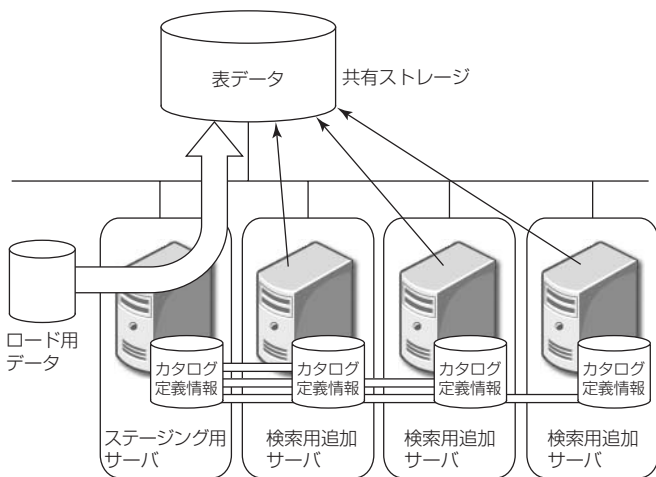 表データ
共有ストレージ
ロード用
データ
カタログ
定義情報
カタログ
定義情報
カタログ
定義情報
カタログ
定義情報
ステージング用
サーバ
検索用追加
サーバ
検索用追加
サーバ
検索用追加
サーバ